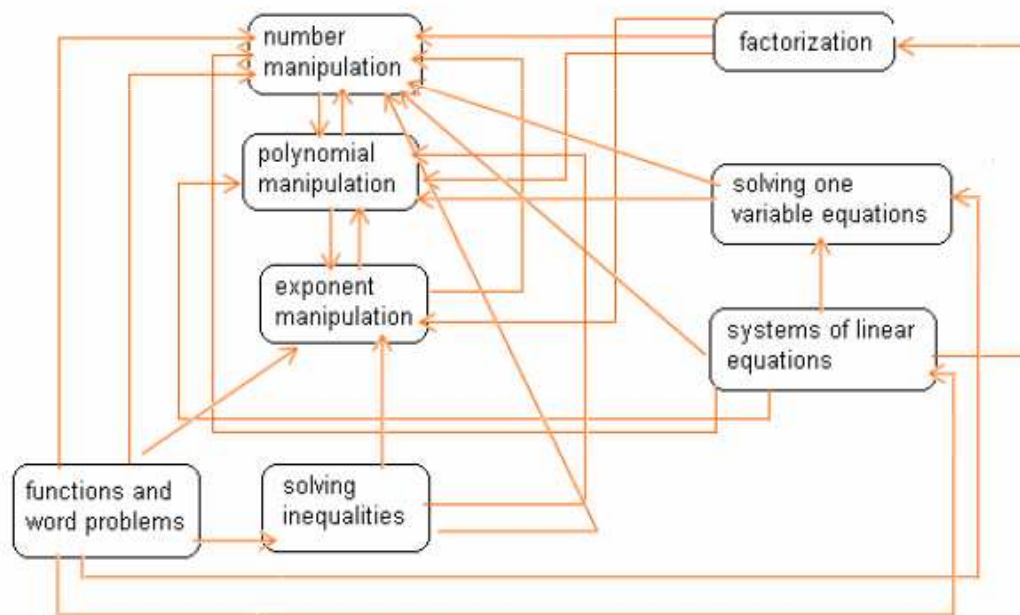 number
manipulation
factorization
polynomial
manipulation
solving one
variable equations
exponent
manipulation
systems of linear
equations
functions and
word problems
solving
inequalities